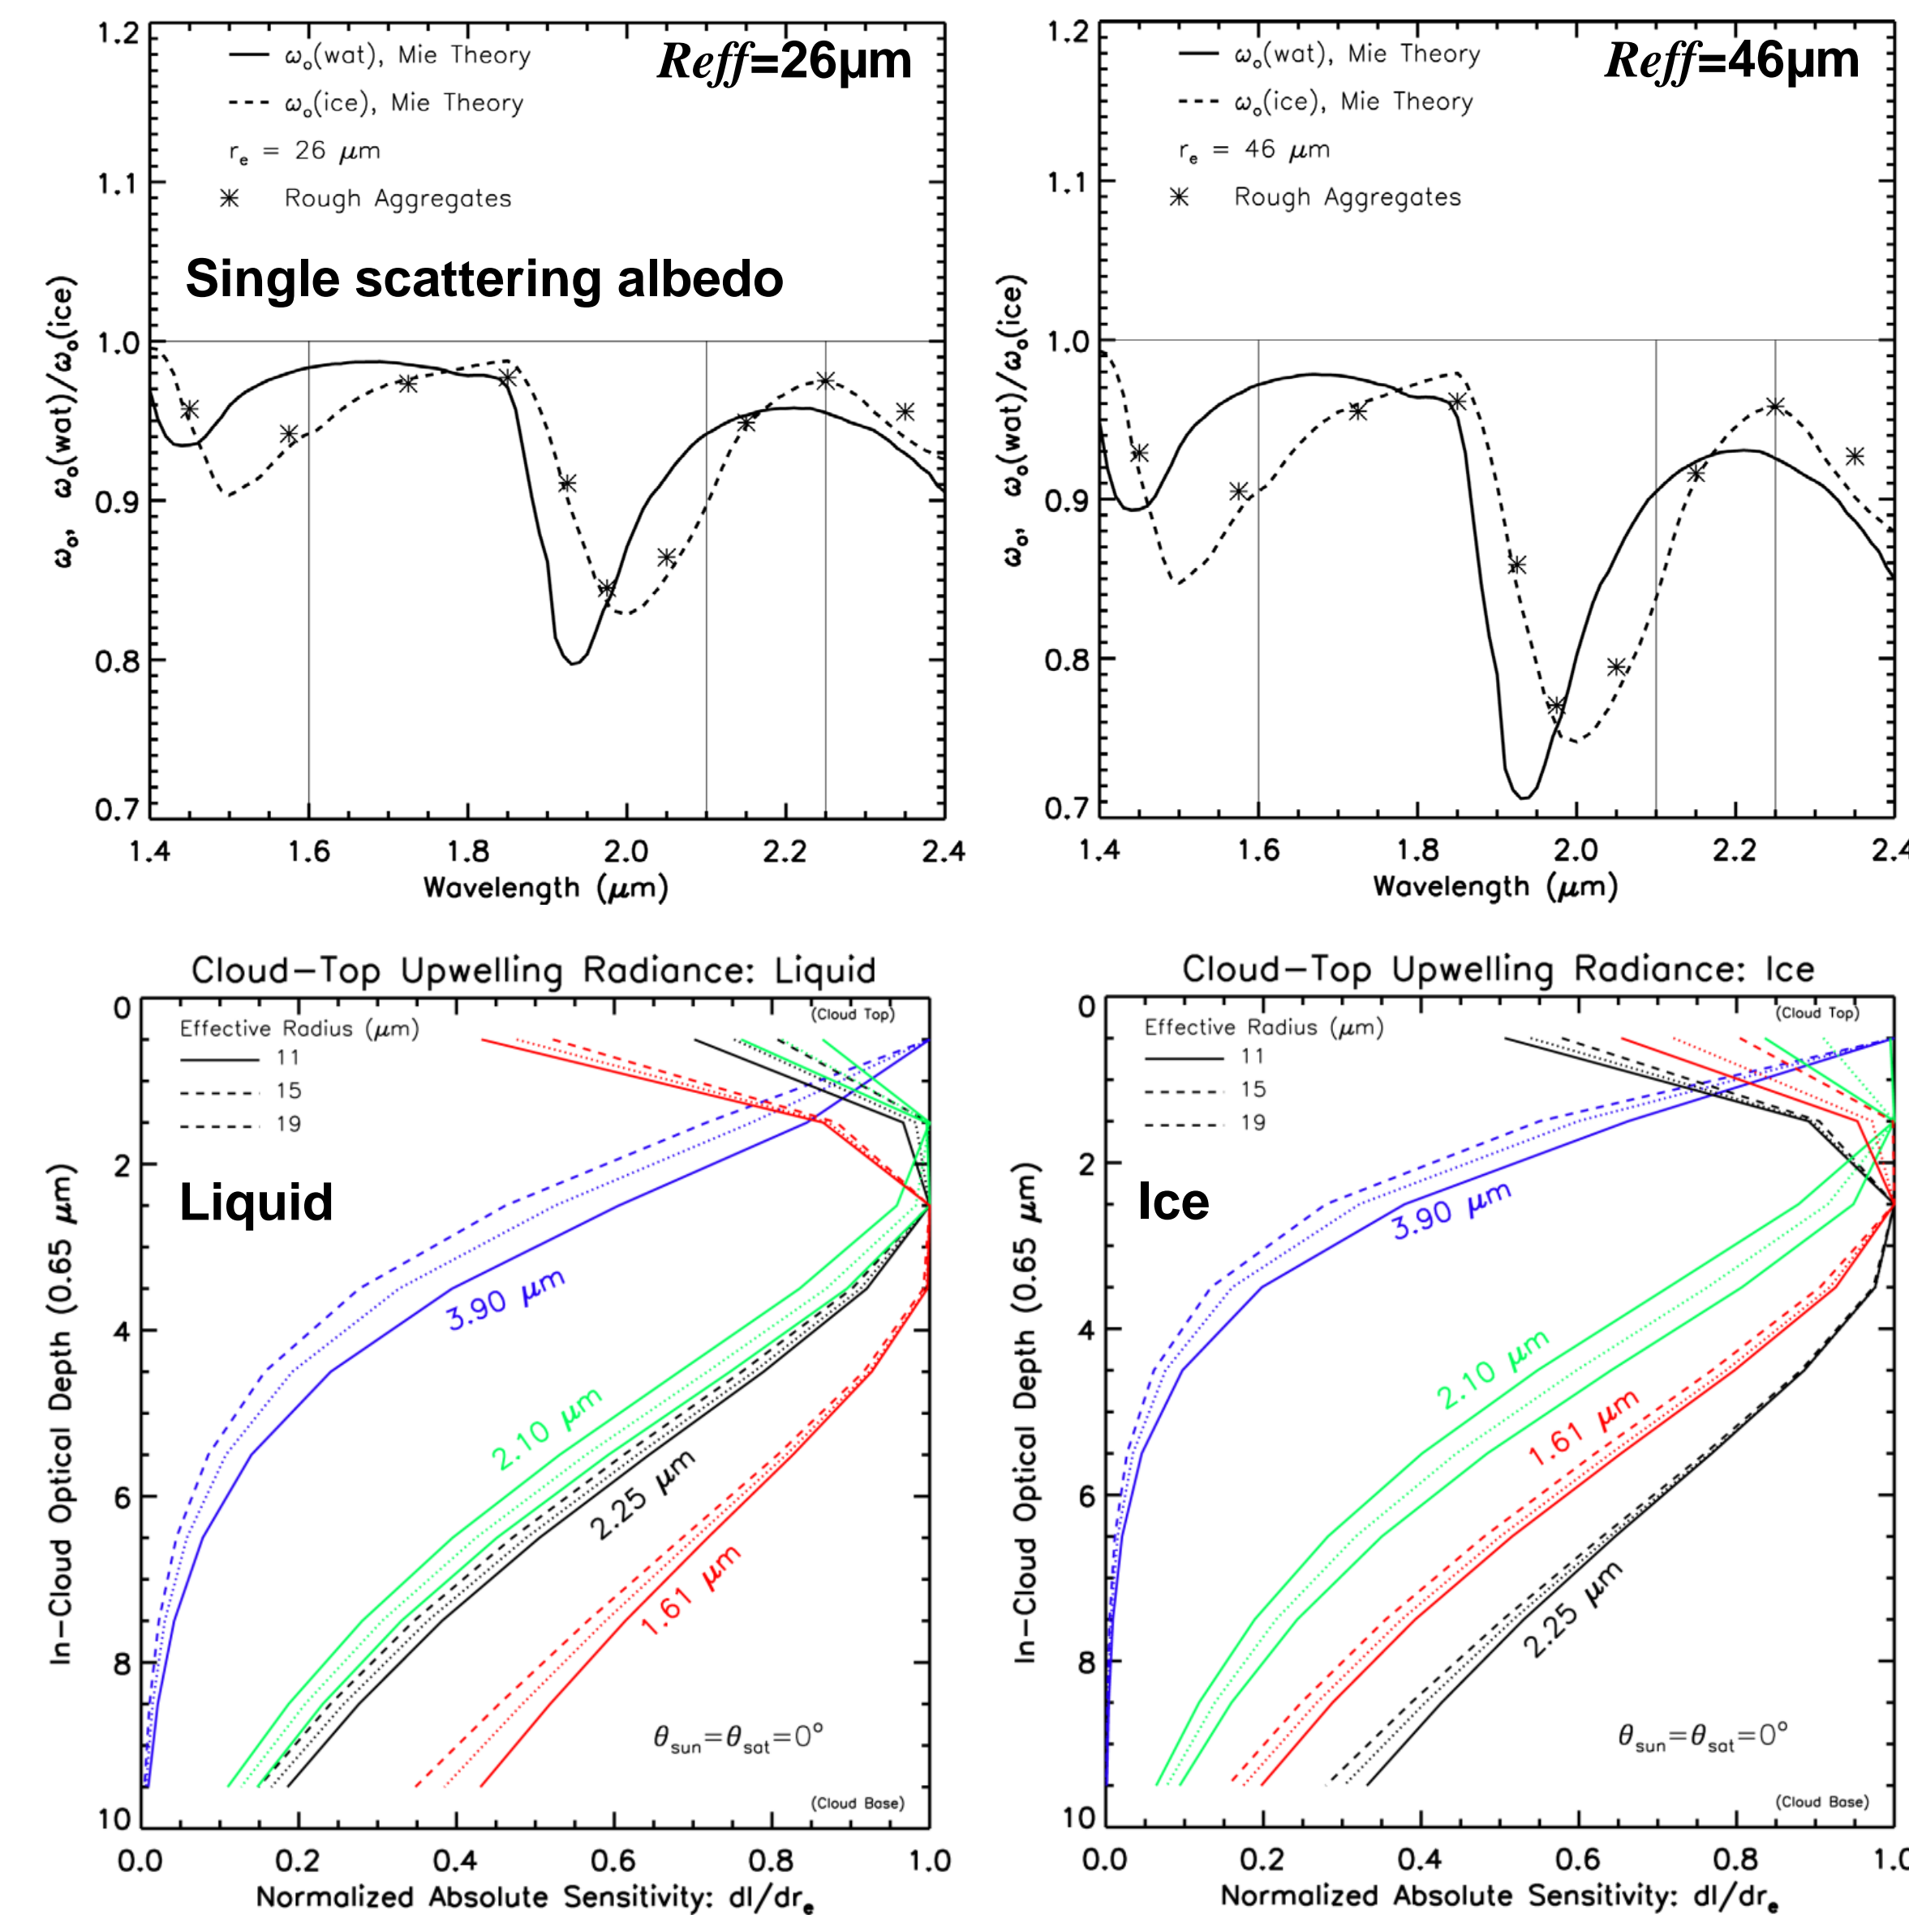 Reff=26μm
ω₀(wat), Mie Theory
ω₀(ice), Mie Theory
rₑ = 26 μm
Rough Aggregates
Single scattering albedo
ω₀, ω₀(wat)/ω₀(ice)
1.2
1.1
1.0
0.9
0.8
0.7
1.4 1.6 1.8 2.0 2.2 2.4
Wavelength (μm)
Reff=46μm
ω₀(wat), Mie Theory
ω₀(ice), Mie Theory
rₑ = 46 μm
Rough Aggregates
ω₀, ω₀(wat)/ω₀(ice)
1.2
1.1
1.0
0.9
0.8
0.7
1.4 1.6 1.8 2.0 2.2 2.4
Wavelength (μm)
Cloud-Top Upwelling Radiance: Liquid
(Cloud Top)
Effective Radius (μm)
11
15
19
Liquid
3.90 μm
2.10 μm
2.25 μm
1.61 μm
θsun=θsat=0°
(Cloud Base)
In-Cloud Optical Depth (0.65 μm)
0
2
4
6
8
10
0.0 0.2 0.4 0.6 0.8 1.0
Normalized Absolute Sensitivity: dI/drₑ
Cloud-Top Upwelling Radiance: Ice
(Cloud Top)
Effective Radius (μm)
11
15
19
Ice
3.90 μm
2.10 μm
1.61 μm
2.25 μm
θsun=θsat=0°
(Cloud Base)
In-Cloud Optical Depth (0.65 μm)
0
2
4
6
8
10
0.0 0.2 0.4 0.6 0.8 1.0
Normalized Absolute Sensitivity: dI/drₑ